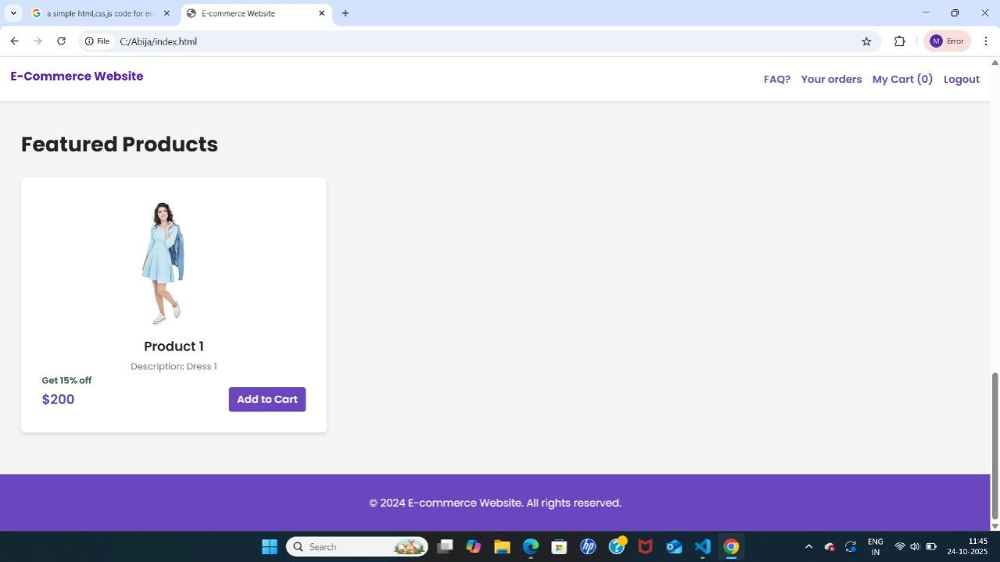 a simple html,css,js code for ec
E-commerce Website
File
C:/Abija/index.html
M
Error
E-Commerce Website
FAQ?
Your orders
My Cart (0)
Logout
Featured Products
Product 1
Description: Dress 1
Get 15% off
$200
Add to Cart
© 2024 E-commerce Website. All rights reserved.
Search
hp
ENG
IN
11:45
24-10-2025